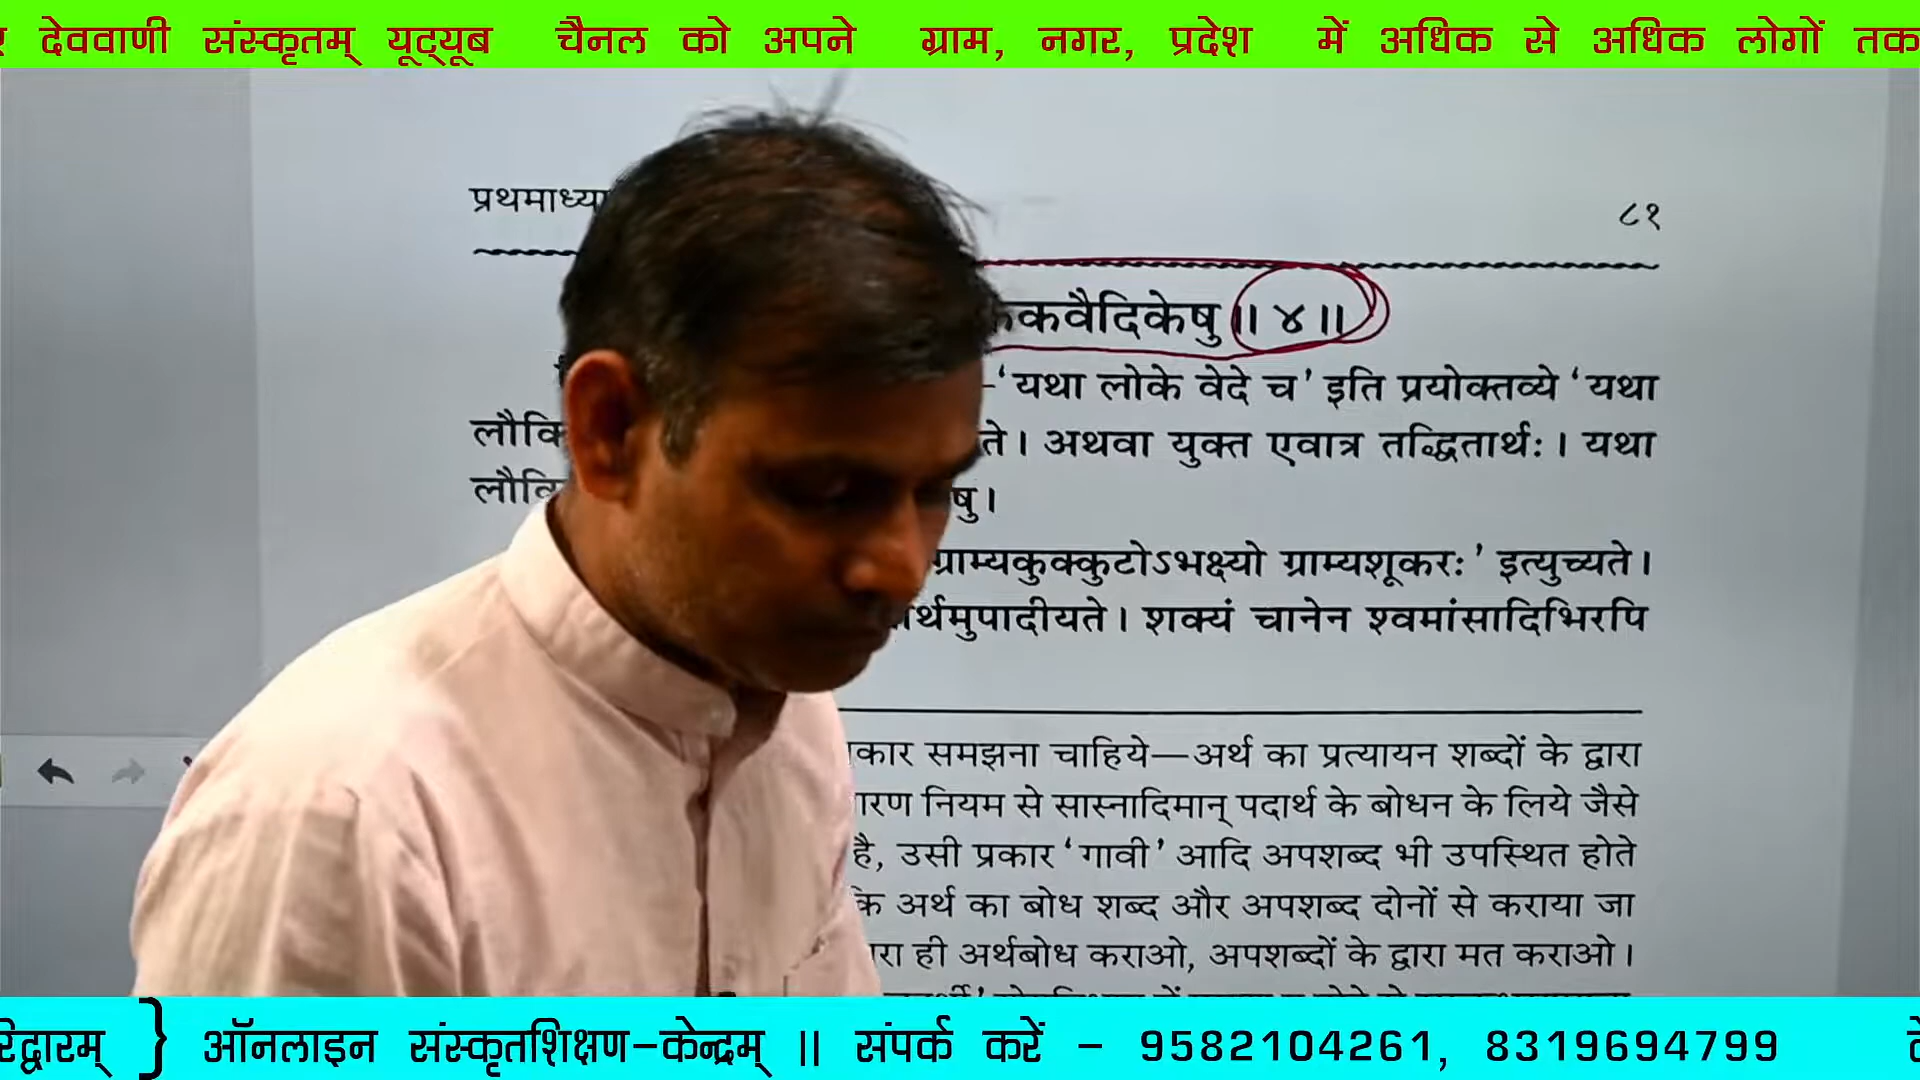 देववाणी संस्कृतम् यूट्यूब चैनल को अपने ग्राम, नगर, प्रदेश में अधिक से अधिक लोगों तक
८१
कवैदिकेषु ॥ ४ ॥
‘यथा लोके वेदे च’ इति प्रयोक्तव्ये ‘यथा
ते। अथवा युक्त एवात्र तद्धितार्थः। यथा
षु।
ग्राम्यकुक्कुटोऽभक्ष्यो ग्राम्यशूकरः’ इत्युच्यते।
र्थमुपादीयते। शक्यं चानेन श्वमांसादिभिरपि
कार समझना चाहिये—अर्थ का प्रत्यायन शब्दों के द्वारा
नियम से सास्नादिमान् पदार्थ के बोधन के लिये जैसे
है, उसी प्रकार ‘गावी’ आदि अपशब्द भी उपस्थित होते
कि अर्थ का बोध शब्द और अपशब्द दोनों से कराया जा
रा ही अर्थबोध कराओ, अपशब्दों के द्वारा मत कराओ।
रिद्वारम् } ऑनलाइन संस्कृतशिक्षण-केन्द्रम् ॥ संपर्क करें - 9582104261, 8319694799